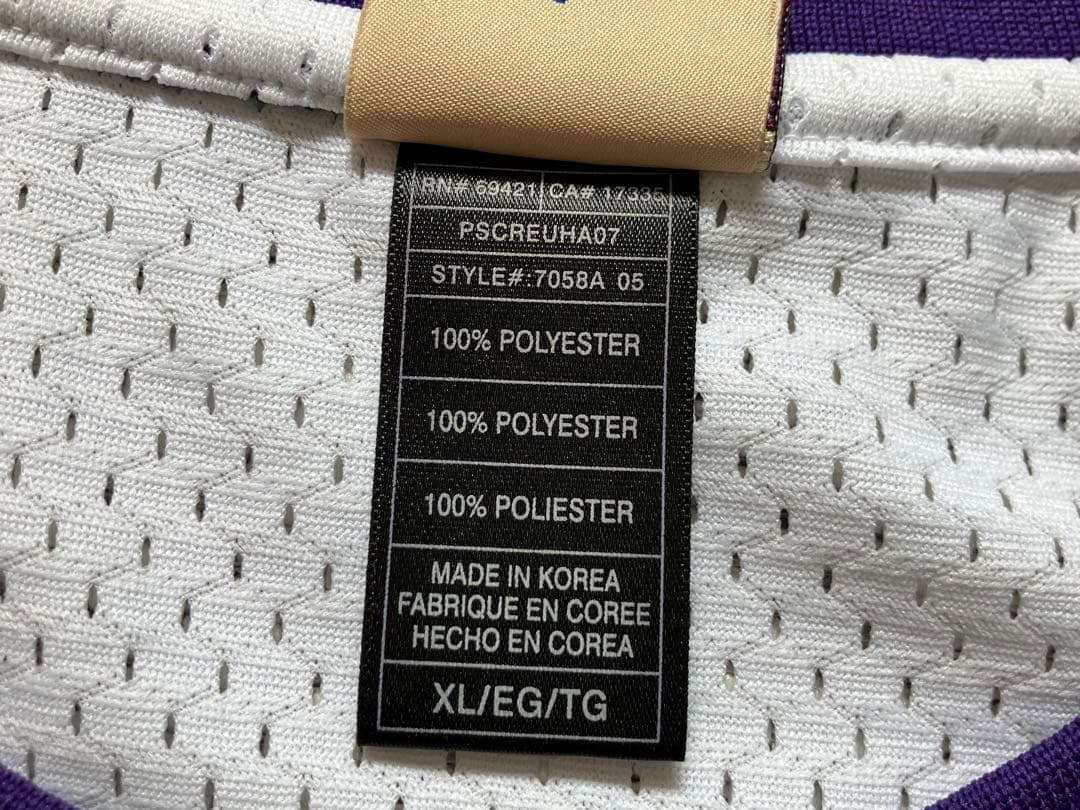 RN# 69421 CA# 17335
PSCREUHA07
STYLE#:7058A 05
100% POLYESTER
100% POLYESTER
100% POLIESTER
MADE IN KOREA
FABRIQUE EN COREE
HECHO EN COREA
XL/EG/TG